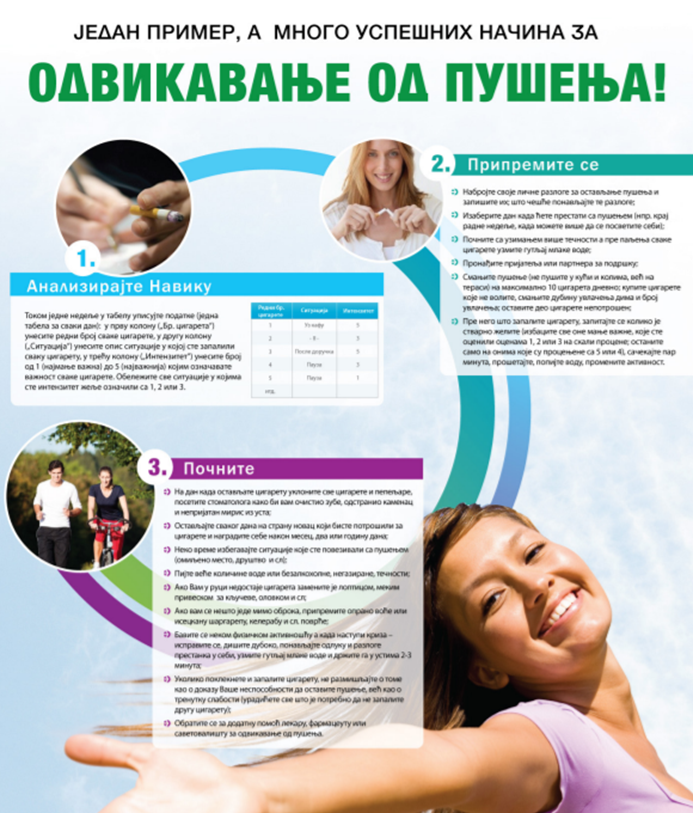 ЈЕДАН ПРИМЕР, А МНОГО УСПЕШНИХ НАЧИНА ЗА
ОДВИКАВАЊЕ ОД ПУШЕЊА!
1.
Анализирајте Навику
Током једне недеље у табелу уписујте податке (једна
табела за сваки дан): у прву колону („Бр. цигарета“)
унесите редни број сваке цигарете, у другу колону
(„Ситуација“) унесите опис ситуације у којој сте запалили
сваку цигарету, у трећу колону („Интензитет“) унесите број
од 1 (најмање важна) до 5 (најважнија) којим означавате
важност сваке цигарете. Обележите све ситуације у којима
сте интензитет жеље означили са 1, 2 или 3.
Редни бр. цигарете Ситуација Интензитет
1 Уз кафу 5
2 - II - 3
3 После доручка 5
4 Пауза 3
5 Пауза 1
итд.
2. Припремите се
Набројте своје личне разлоге за остављање пушења и
запишите их; што чешће понављајте те разлоге;
Изаберите дан када ћете престати са пушењем (нпр. крај
радне недеље, када можете више да се посветите себи);
Почните са узимањем више течности а пре паљења сваке
цигарете узмите гутљај млаке воде;
Пронађите пријатеља или партнера за подршку;
Смањите пушење (не пушите у кући и колима, већ на
тераси) на максимално 10 цигарета дневно; купите цигарете
које не волите, смањите дубину увлачења дима и број
увлачења; оставите део цигарете непотрошен;
Пре него што запалите цигарету, запитајте се колико је
стварно желите (избаците све оне мање важне, које сте
оценили оценама 1, 2 или 3 на скали процене; останите
само на онима које су процењене са 5 или 4), сачекајте пар
минута, прошетајте, попијте воду, промените активност.
3. Почните
На дан када остављате цигарету уклоните све цигарете и пепељаре,
посетите стоматолога како би вам очистио зубе, одстранио каменац
и непријатан мирис из уста;
Остављајте сваког дана на страну новац који бисте потрошили за
цигарете и наградите себе након месец, два или годину дана;
Неко време избегавајте ситуације које сте повезивали са пушењем
(омиљено место, друштво и сл);
Пијте веће количине воде или безалкохолне, негазиране, течности;
Ако Вам у руци недостаје цигарета замените је лоптицом, меким
привеском за кључеве, оловком и сл;
Ако вам се нешто једе мимо оброка, припремите опрано воће или
исецкану шаргарепу, келерабу и сл. поврће;
Бавите се неком физичком активношћу а када наступи криза –
исправите се, дишите дубоко, понављајте одлуку и разлоге
престанка у себи, узмите гутљај млаке воде и држите га у устима 2-3
минута;
Уколико поклекнете и запалите цигарету, не размишљајте о томе
као о доказу Ваше неспособности да оставите пушење, већ као о
тренутку слабости (урадићете све што је потребно да не запалите
другу цигарету);
Обратите се за додатну помоћ лекару, фармацеуту или
саветовалишту за одвикавање од пушења.